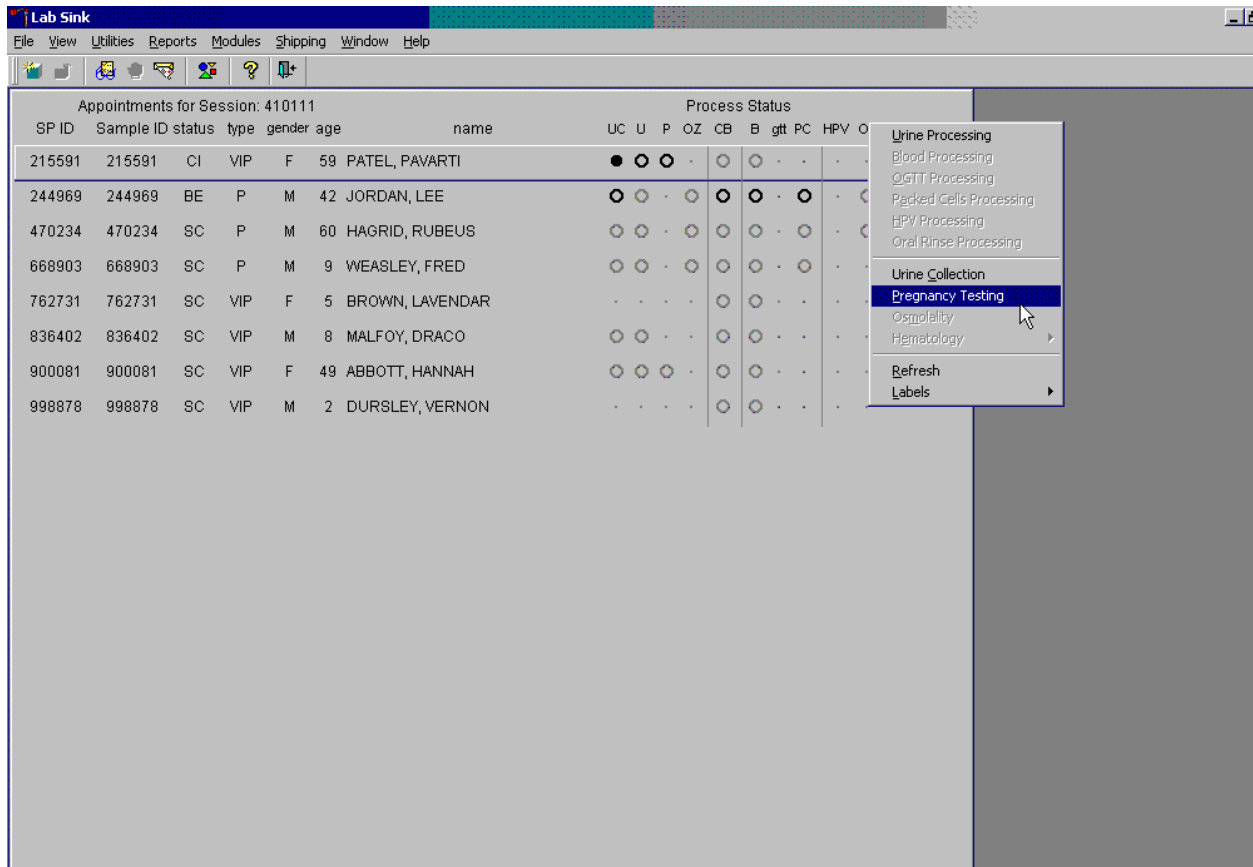 Lab Sink
File View Utilities Reports Modules Shipping Window Help
Appointments for Session: 410111 Process Status
SP ID Sample ID status type gender age name UC U P OZ CB B gtt PC HPV O
215591 215591 CI VIP F 59 PATEL, PAVARTI
244969 244969 BE P M 42 JORDAN, LEE
470234 470234 SC P M 60 HAGRID, RUBEUS
668903 668903 SC P M 9 WEASLEY, FRED
762731 762731 SC VIP F 5 BROWN, LAVENDAR
836402 836402 SC VIP M 8 MALFOY, DRACO
900081 900081 SC VIP F 49 ABBOTT, HANNAH
998878 998878 SC VIP M 2 DURSLEY, VERNON
Urine Processing
Blood Processing
OGTT Processing
Packed Cells Processing
HPV Processing
Oral Rinse Processing
Urine Collection
Pregnancy Testing
Osmolality
Hematology
Refresh
Labels